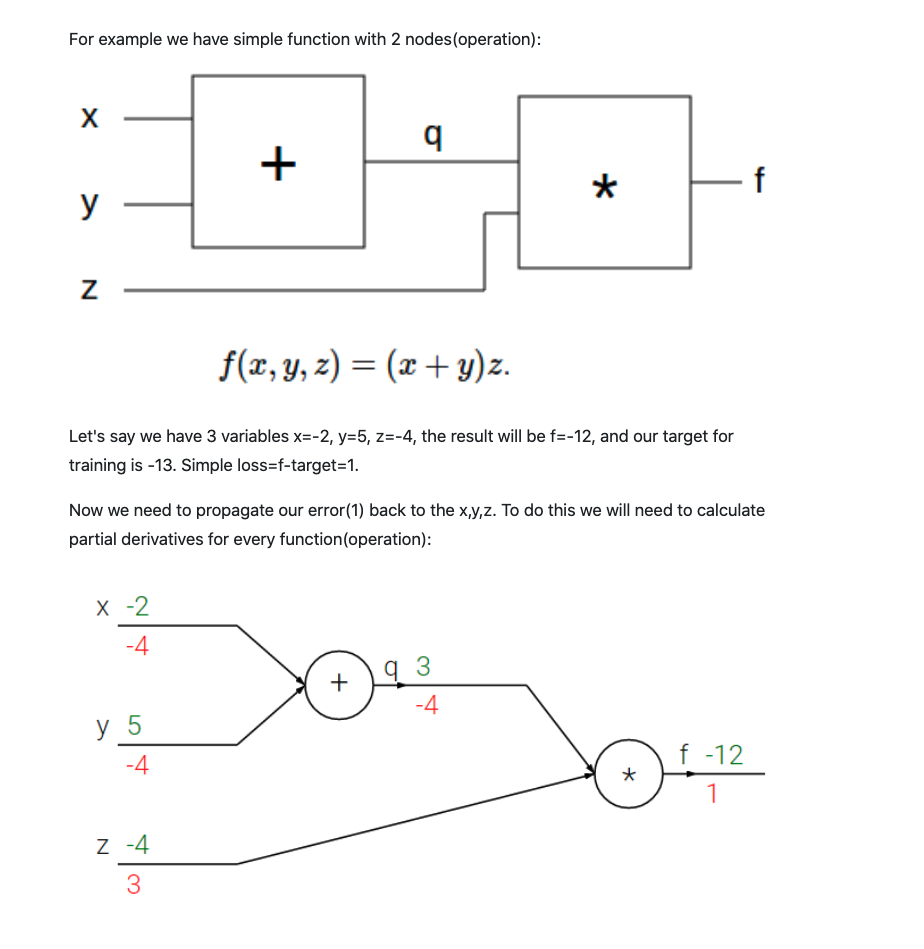 For example we have simple function with 2 nodes(operation):
x
q
+
f
*
y
z
f(x, y, z) = (x + y)z.
Let's say we have 3 variables x=-2, y=5, z=-4, the result will be f=-12, and our target for
training is -13. Simple loss=f-target=1.
Now we need to propagate our error(1) back to the x,y,z. To do this we will need to calculate
partial derivatives for every function(operation):
x -2
-4
+
q 3
-4
y 5
-4
*
f -12
1
z -4
3